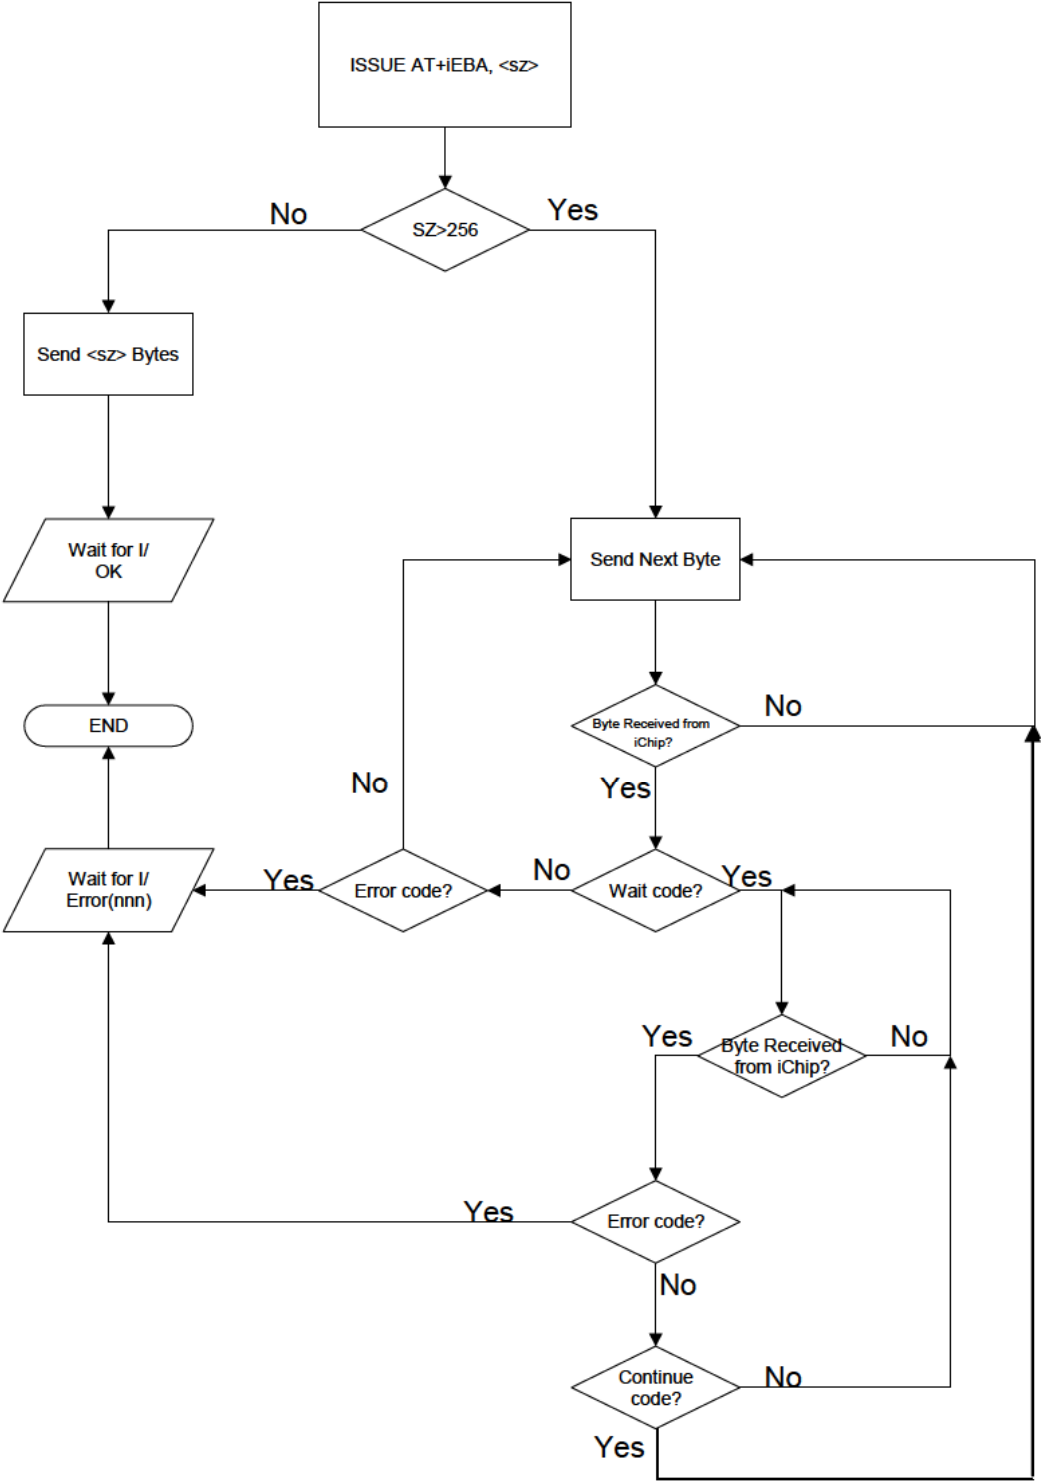 ISSUE AT+iEBA, <sz>
No
Yes
SZ>256
Send <sz> Bytes
Wait for I/
OK
Send Next Byte
END
Byte Received from
iChip?
No
No
Yes
Wait for I/
Error(nnn)
Yes
Error code?
No
Wait code?
Yes
Yes
Byte Received
from iChip?
No
Yes
Error code?
No
Continue
code?
No
Yes